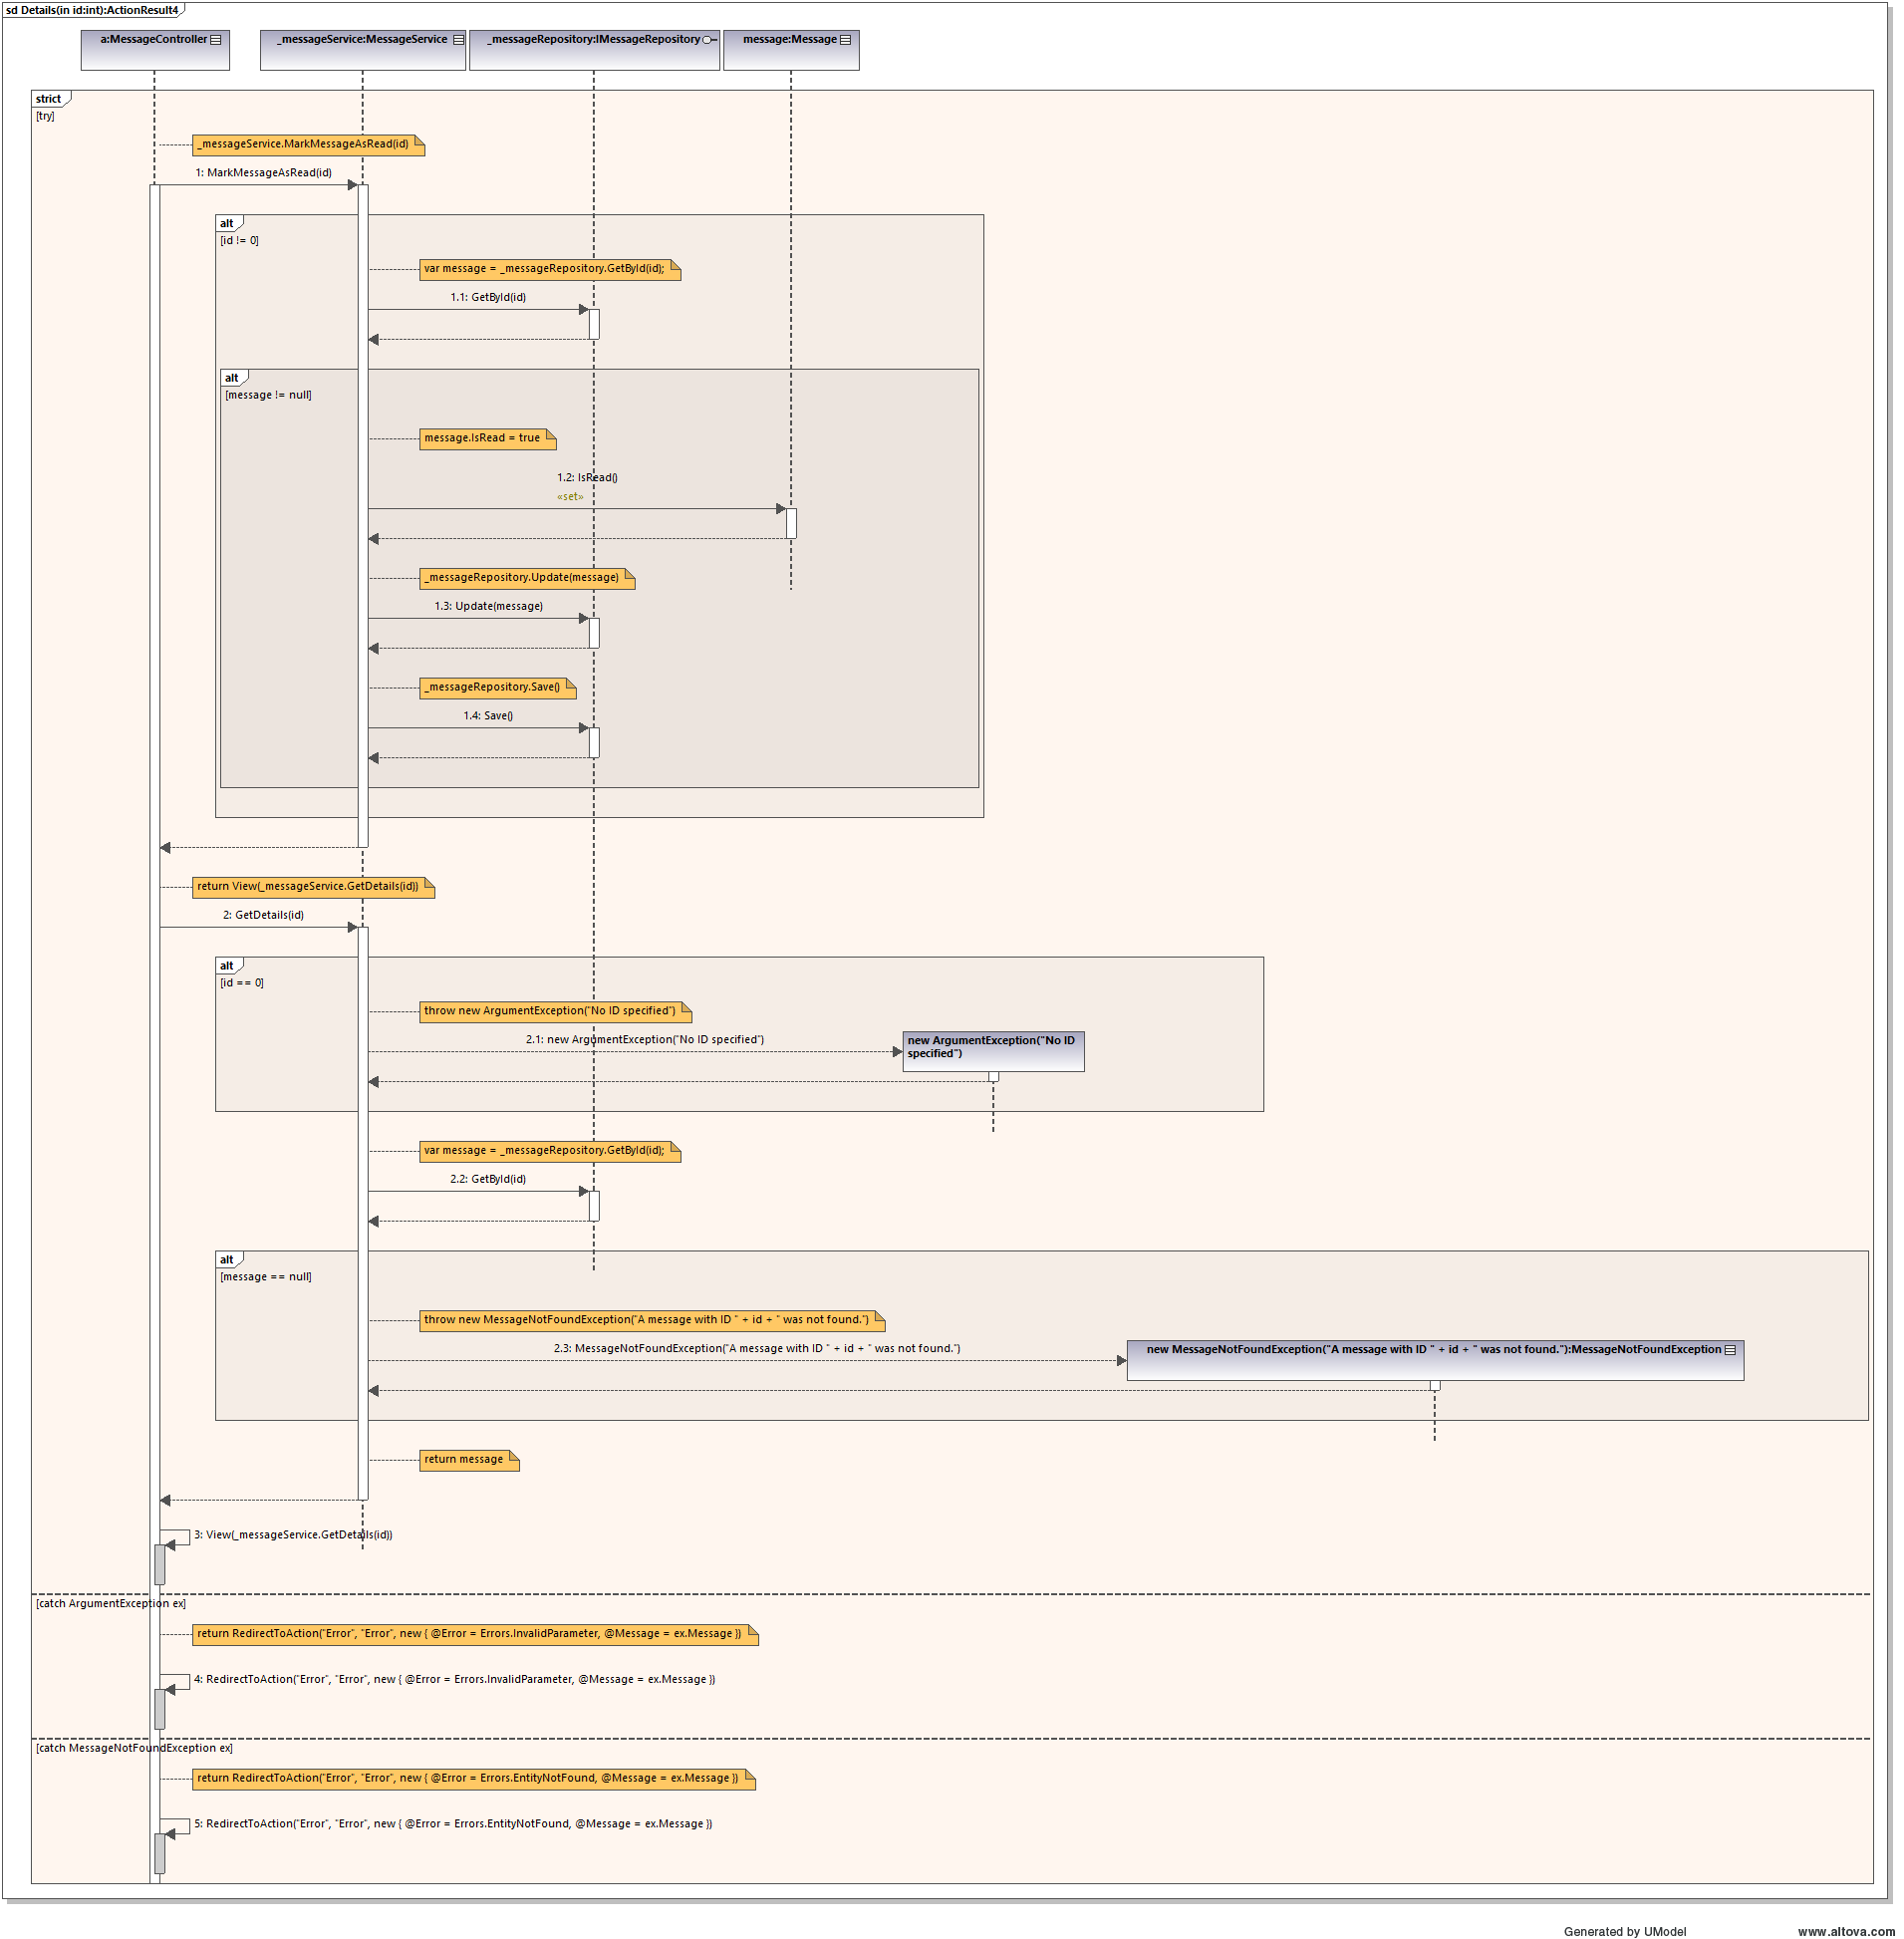 sd Details(in id:int):ActionResult4
a:MessageController
_messageService:MessageService
_messageRepository:IMessageRepository
message:Message
strict
[try]
_messageService.MarkMessageAsRead(id)
1: MarkMessageAsRead(id)
alt
[id != 0]
var message = _messageRepository.GetById(id);
1.1: GetById(id)
alt
[message != null]
message.IsRead = true
1.2: IsRead()
«set»
_messageRepository.Update(message)
1.3: Update(message)
_messageRepository.Save()
1.4: Save()
return View(_messageService.GetDetails(id))
2: GetDetails(id)
alt
[id == 0]
throw new ArgumentException("No ID specified")
2.1: new ArgumentException("No ID specified")
new ArgumentException("No ID
specified")
var message = _messageRepository.GetById(id);
2.2: GetById(id)
alt
[message == null]
throw new MessageNotFoundException("A message with ID " + id + " was not found.")
2.3: MessageNotFoundException("A message with ID " + id + " was not found.")
new MessageNotFoundException("A message with ID " + id + " was not found."):MessageNotFoundException
return message
3: View(_messageService.GetDetails(id))
[catch ArgumentException ex]
return RedirectToAction("Error", "Error", new { @Error = Errors.InvalidParameter, @Message = ex.Message })
4: RedirectToAction("Error", "Error", new { @Error = Errors.InvalidParameter, @Message = ex.Message })
[catch MessageNotFoundException ex]
return RedirectToAction("Error", "Error", new { @Error = Errors.EntityNotFound, @Message = ex.Message })
5: RedirectToAction("Error", "Error", new { @Error = Errors.EntityNotFound, @Message = ex.Message })
Generated by UModel
www.altova.com